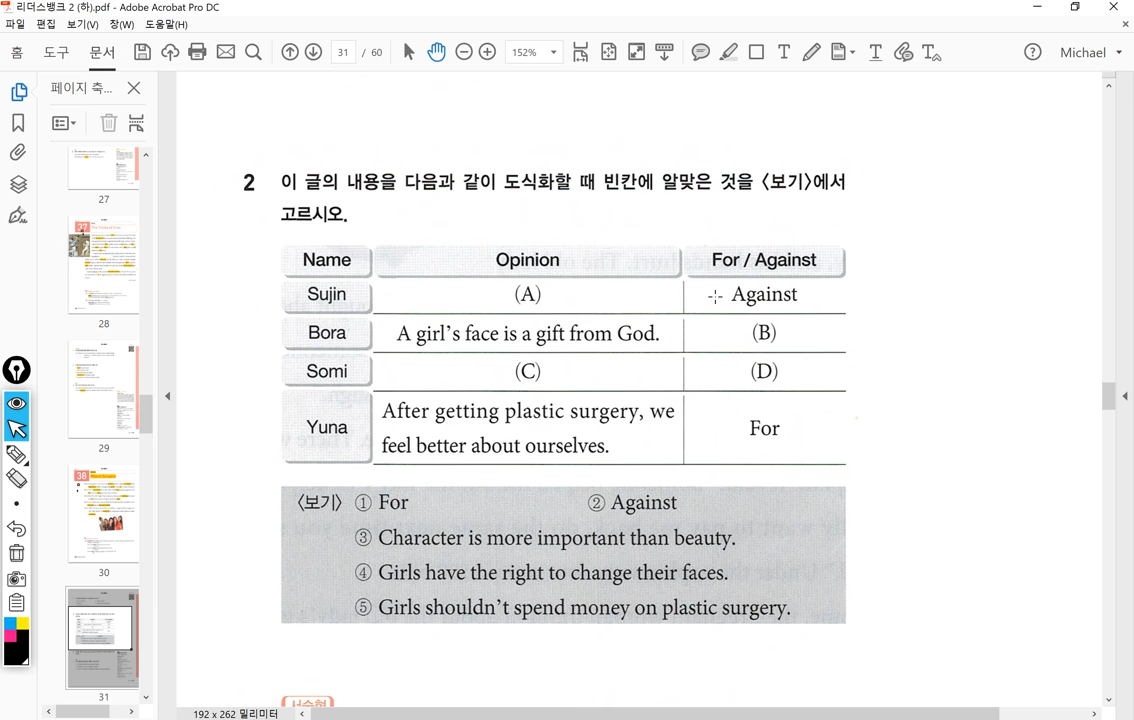 리더스뱅크 2 (하).pdf - Adobe Acrobat Pro DC
파일 편집 보기(V) 창(W) 도움말(H)
홈 도구 문서 31 / 60 152% Michael
페이지 축...
27
28
29
30
31
2 이 글의 내용을 다음과 같이 도식화할 때 빈칸에 알맞은 것을 〈보기〉에서
고르시오.
Name Opinion For / Against
Sujin (A) Against
Bora A girl's face is a gift from God. (B)
Somi (C) (D)
Yuna After getting plastic surgery, we
feel better about ourselves. For
〈보기〉 ① For ② Against
③ Character is more important than beauty.
④ Girls have the right to change their faces.
⑤ Girls shouldn't spend money on plastic surgery.
서술형
192 x 262 밀리미터